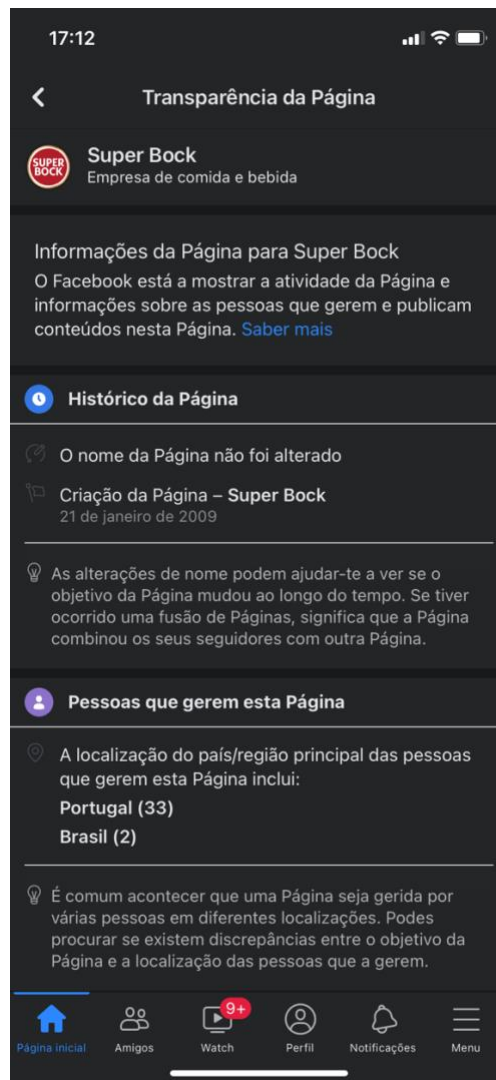 17:12
Transparência da Página
SUPER
BOCK
Super Bock
Empresa de comida e bebida
Informações da Página para Super Bock
O Facebook está a mostrar a atividade da Página e
informações sobre as pessoas que gerem e publicam
conteúdos nesta Página. Saber mais
Histórico da Página
O nome da Página não foi alterado
Criação da Página – Super Bock
21 de janeiro de 2009
As alterações de nome podem ajudar-te a ver se o
objetivo da Página mudou ao longo do tempo. Se tiver
ocorrido uma fusão de Páginas, significa que a Página
combinou os seus seguidores com outra Página.
Pessoas que gerem esta Página
A localização do país/região principal das pessoas
que gerem esta Página inclui:
Portugal (33)
Brasil (2)
É comum acontecer que uma Página seja gerida por
várias pessoas em diferentes localizações. Podes
procurar se existem discrepâncias entre o objetivo da
Página e a localização das pessoas que a gerem.
9+
Página inicial Amigos Watch Perfil Notificações Menu